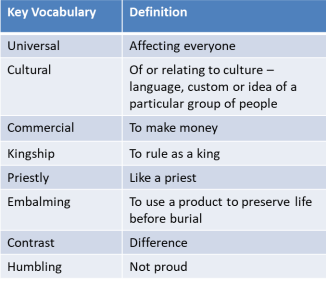 Key Vocabulary Definition
Universal Affecting everyone
Cultural Of or relating to culture –
language, custom or idea of a
particular group of people
Commercial To make money
Kingship To rule as a king
Priestly Like a priest
Embalming To use a product to preserve life
before burial
Contrast Difference
Humbling Not proud